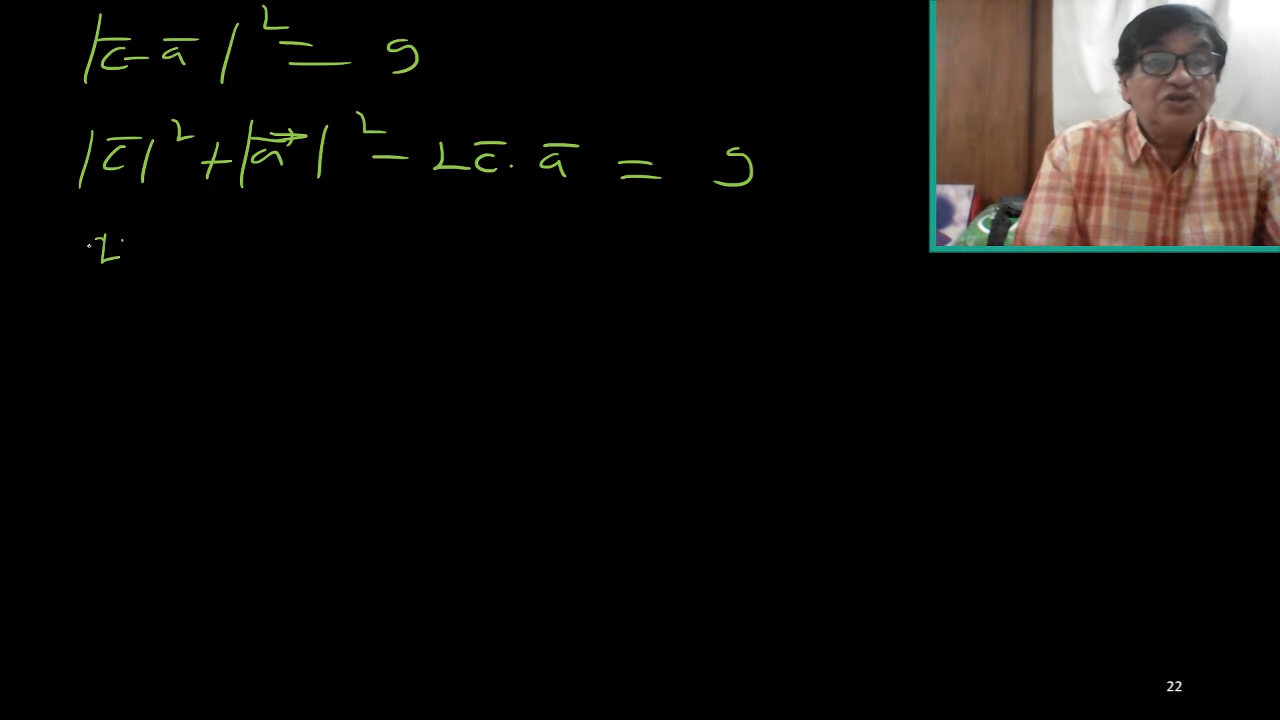 |c̄ - ā|² = 9
|c̄|² + |a⃗|² - 2c̄ · ā = 9
22